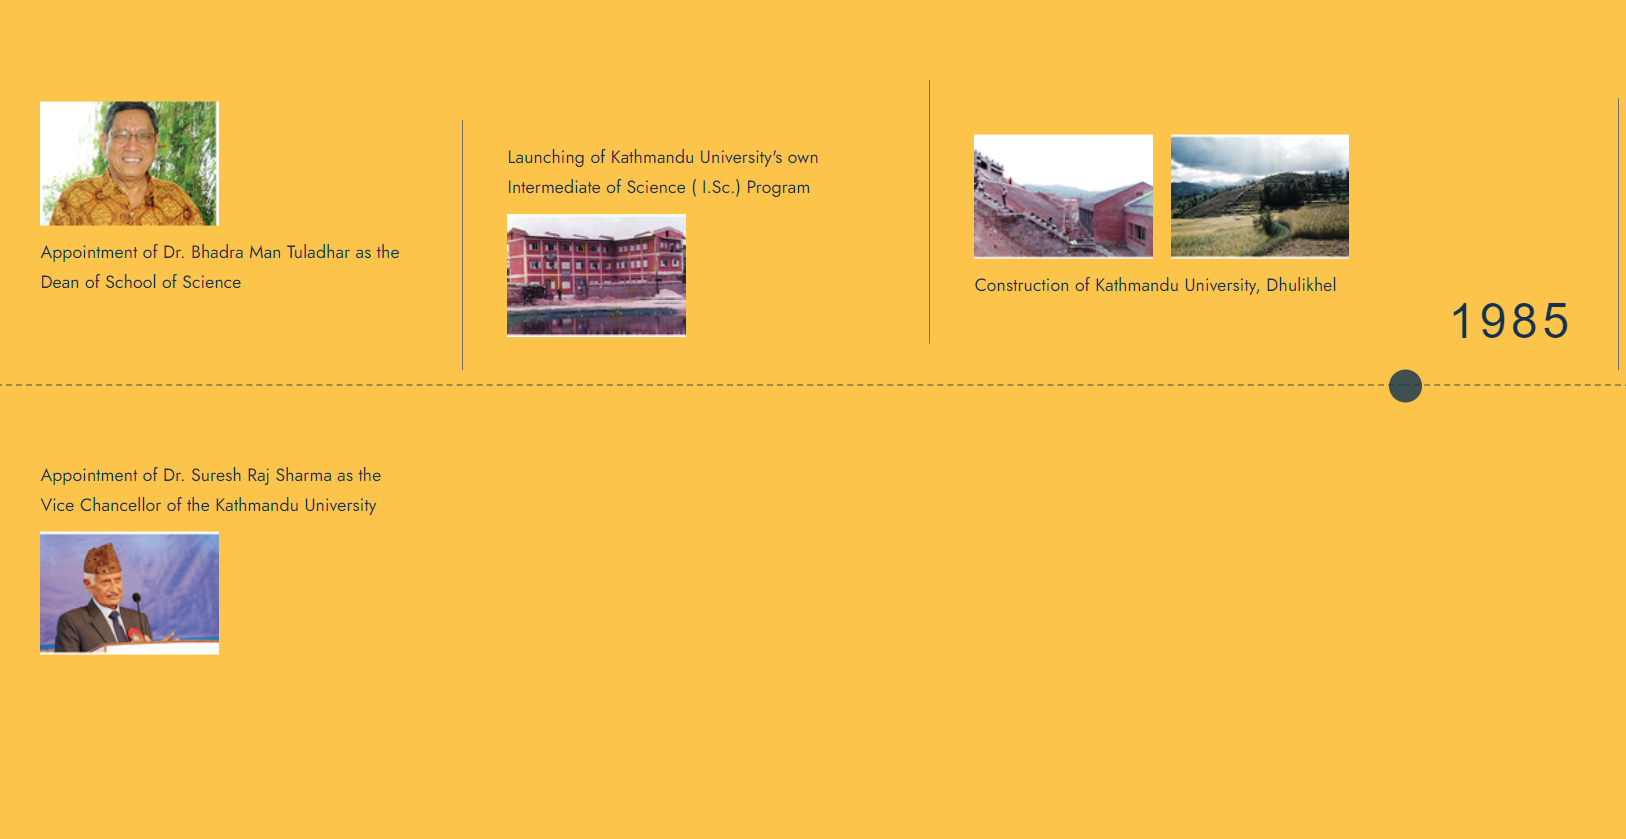 Appointment of Dr. Bhadra Man Tuladhar as the
Dean of School of Science
Launching of Kathmandu University's own
Intermediate of Science ( I.Sc.) Program
Construction of Kathmandu University, Dhulikhel
1985
Appointment of Dr. Suresh Raj Sharma as the
Vice Chancellor of the Kathmandu University